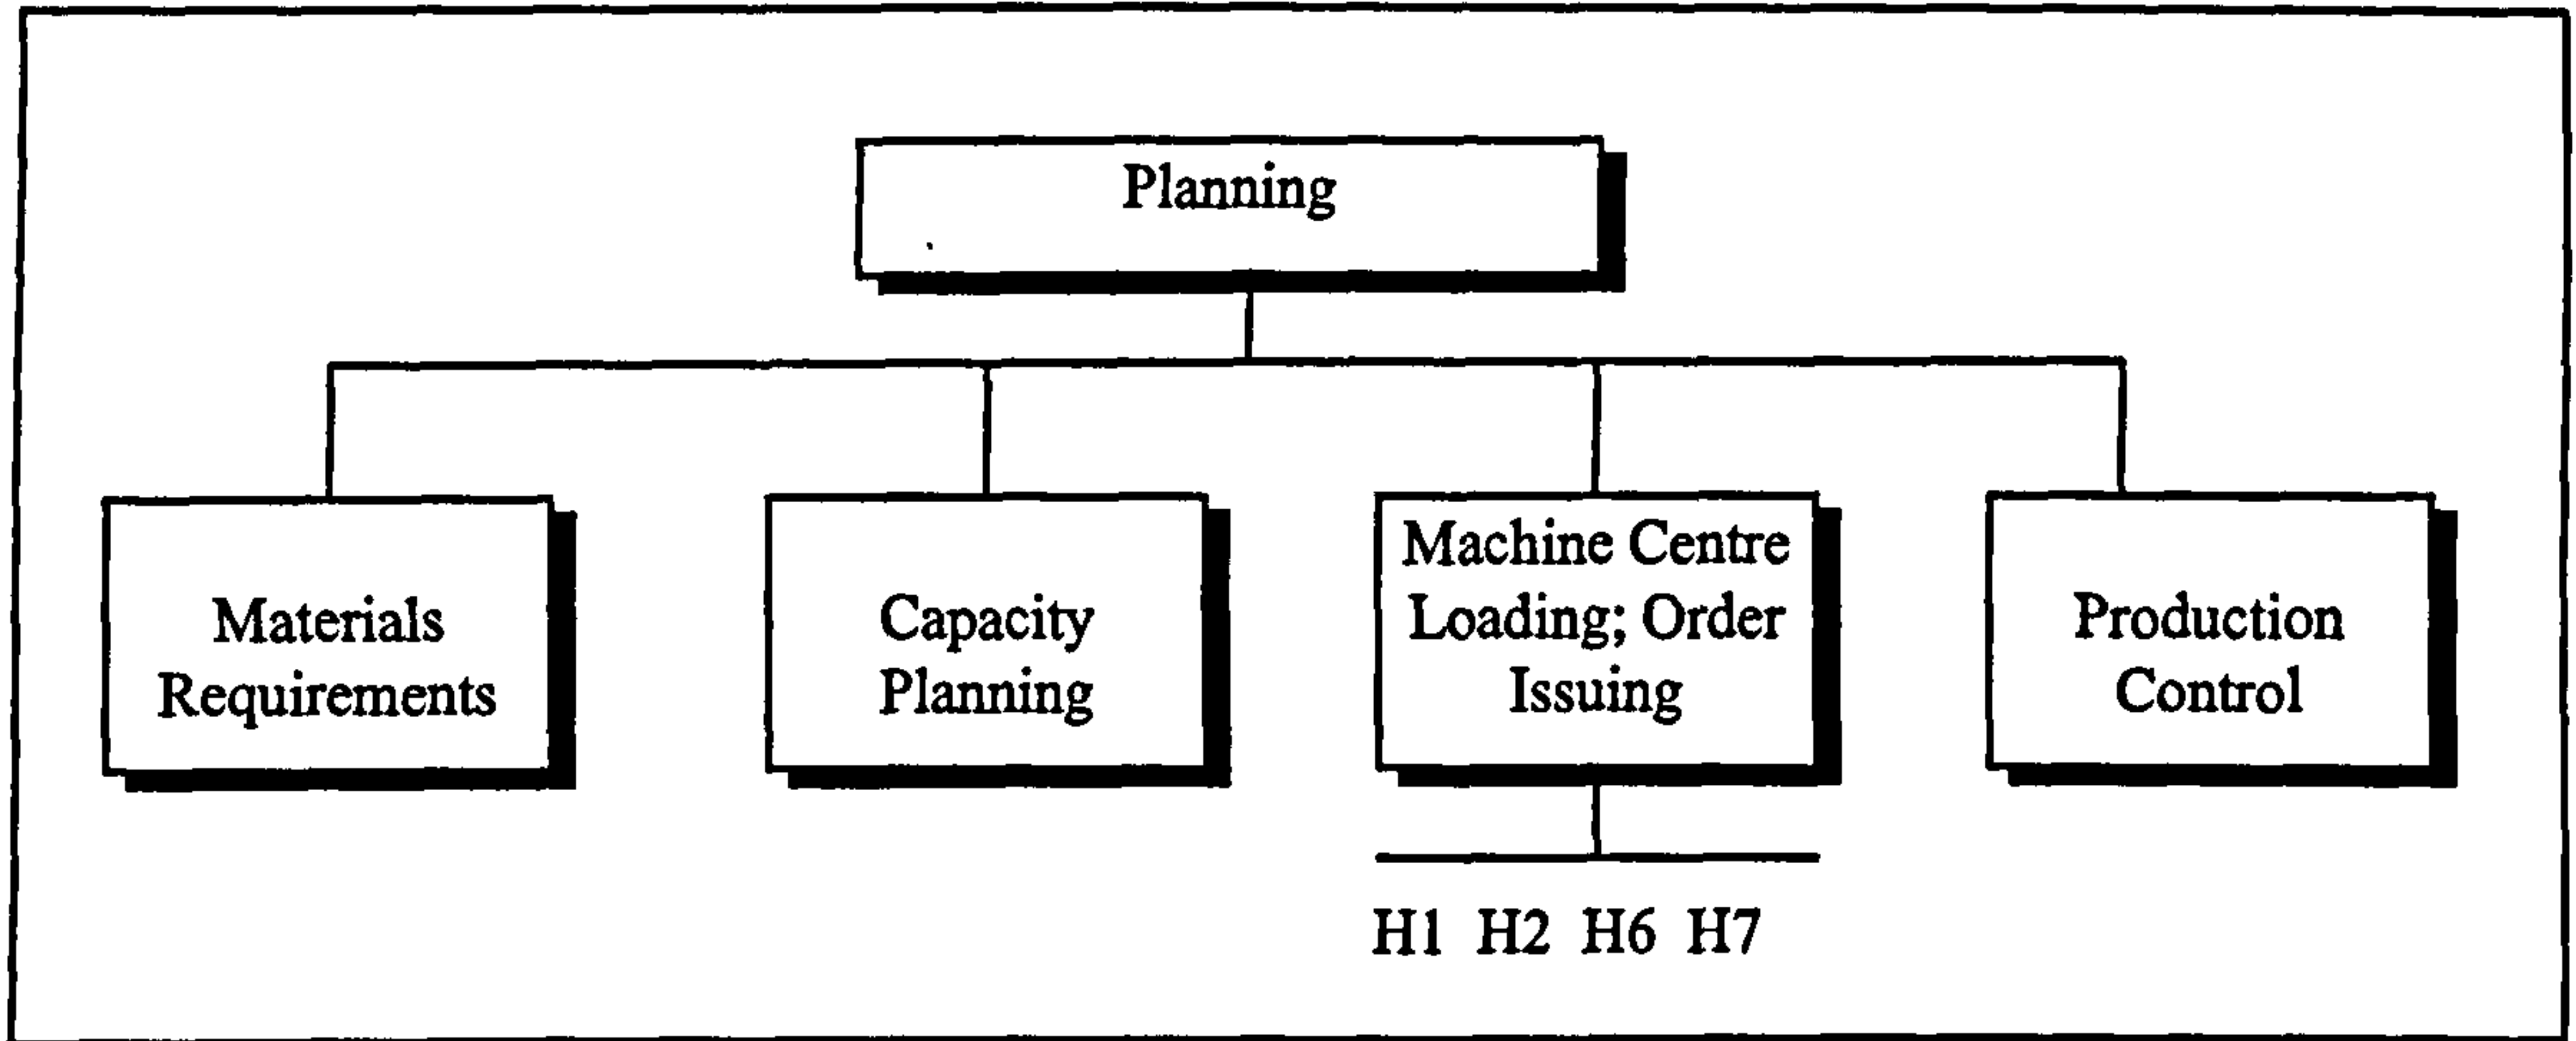 Planning
Materials
Requirements
Capacity
Planning
Machine Centre
Loading; Order
Issuing
Production
Control
H1 H2 H6 H7